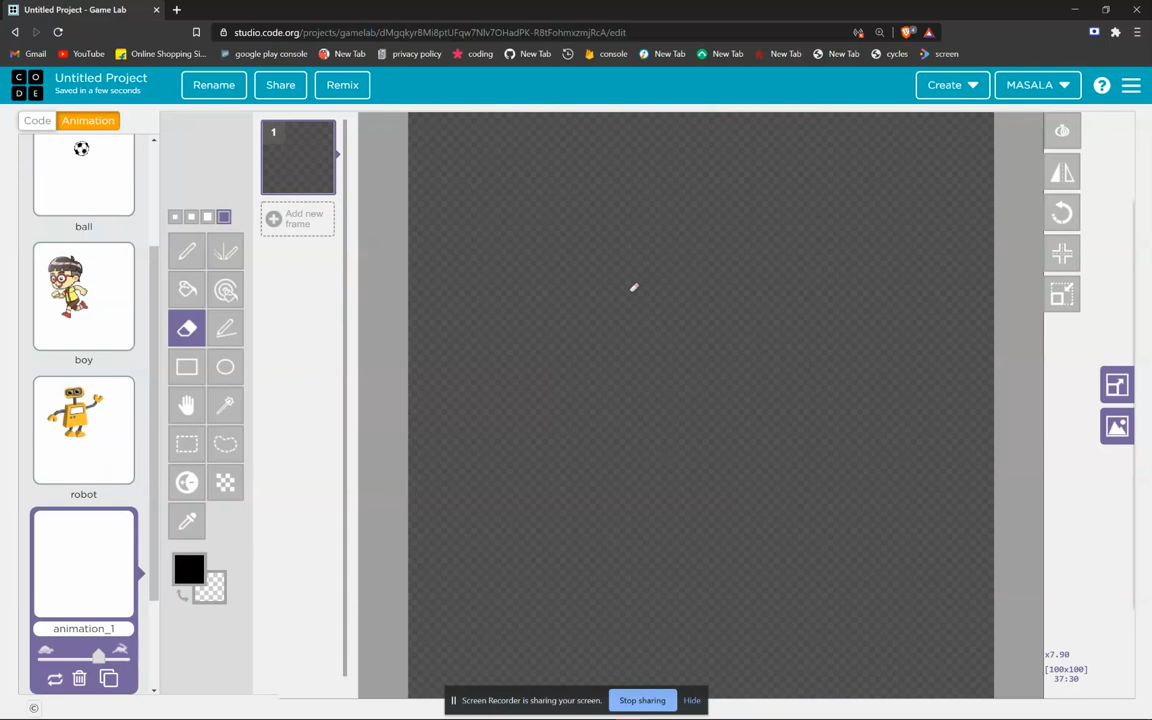 Untitled Project - Game Lab
studio.code.org/projects/gamelab/dMgqkyrBMi8ptUFqw7Nlv7OHadPK-R8tFohmxzmjRcA/edit
Gmail YouTube Online Shopping Si... google play console New Tab privacy policy coding New Tab console New Tab New Tab New Tab cycles screen
C O D E
Untitled Project
Saved in a few seconds
Rename Share Remix
Create MASALA ?
Code Animation
ball
boy
robot
animation_1
1
Add new
frame
x7.90
[100x100]
37:30
Screen Recorder is sharing your screen. Stop sharing Hide
©